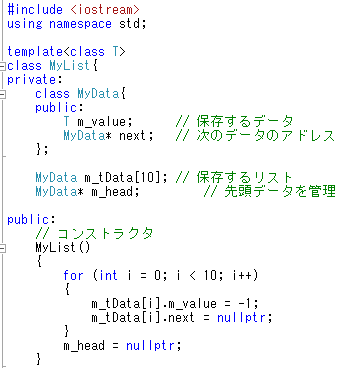 #include <iostream>
using namespace std;

template<class T>
class MyList{
private:
    class MyData{
    public:
        T m_value;      // 保存するデータ
        MyData* next;   // 次のデータのアドレス
    };

    MyData m_tData[10]; // 保存するリスト
    MyData* m_head;         // 先頭データを管理

public:
    // コンストラクタ
    MyList()
    {
        for (int i = 0; i < 10; i++)
        {
            m_tData[i].m_value = -1;
            m_tData[i].next = nullptr;
        }
        m_head = nullptr;
    }